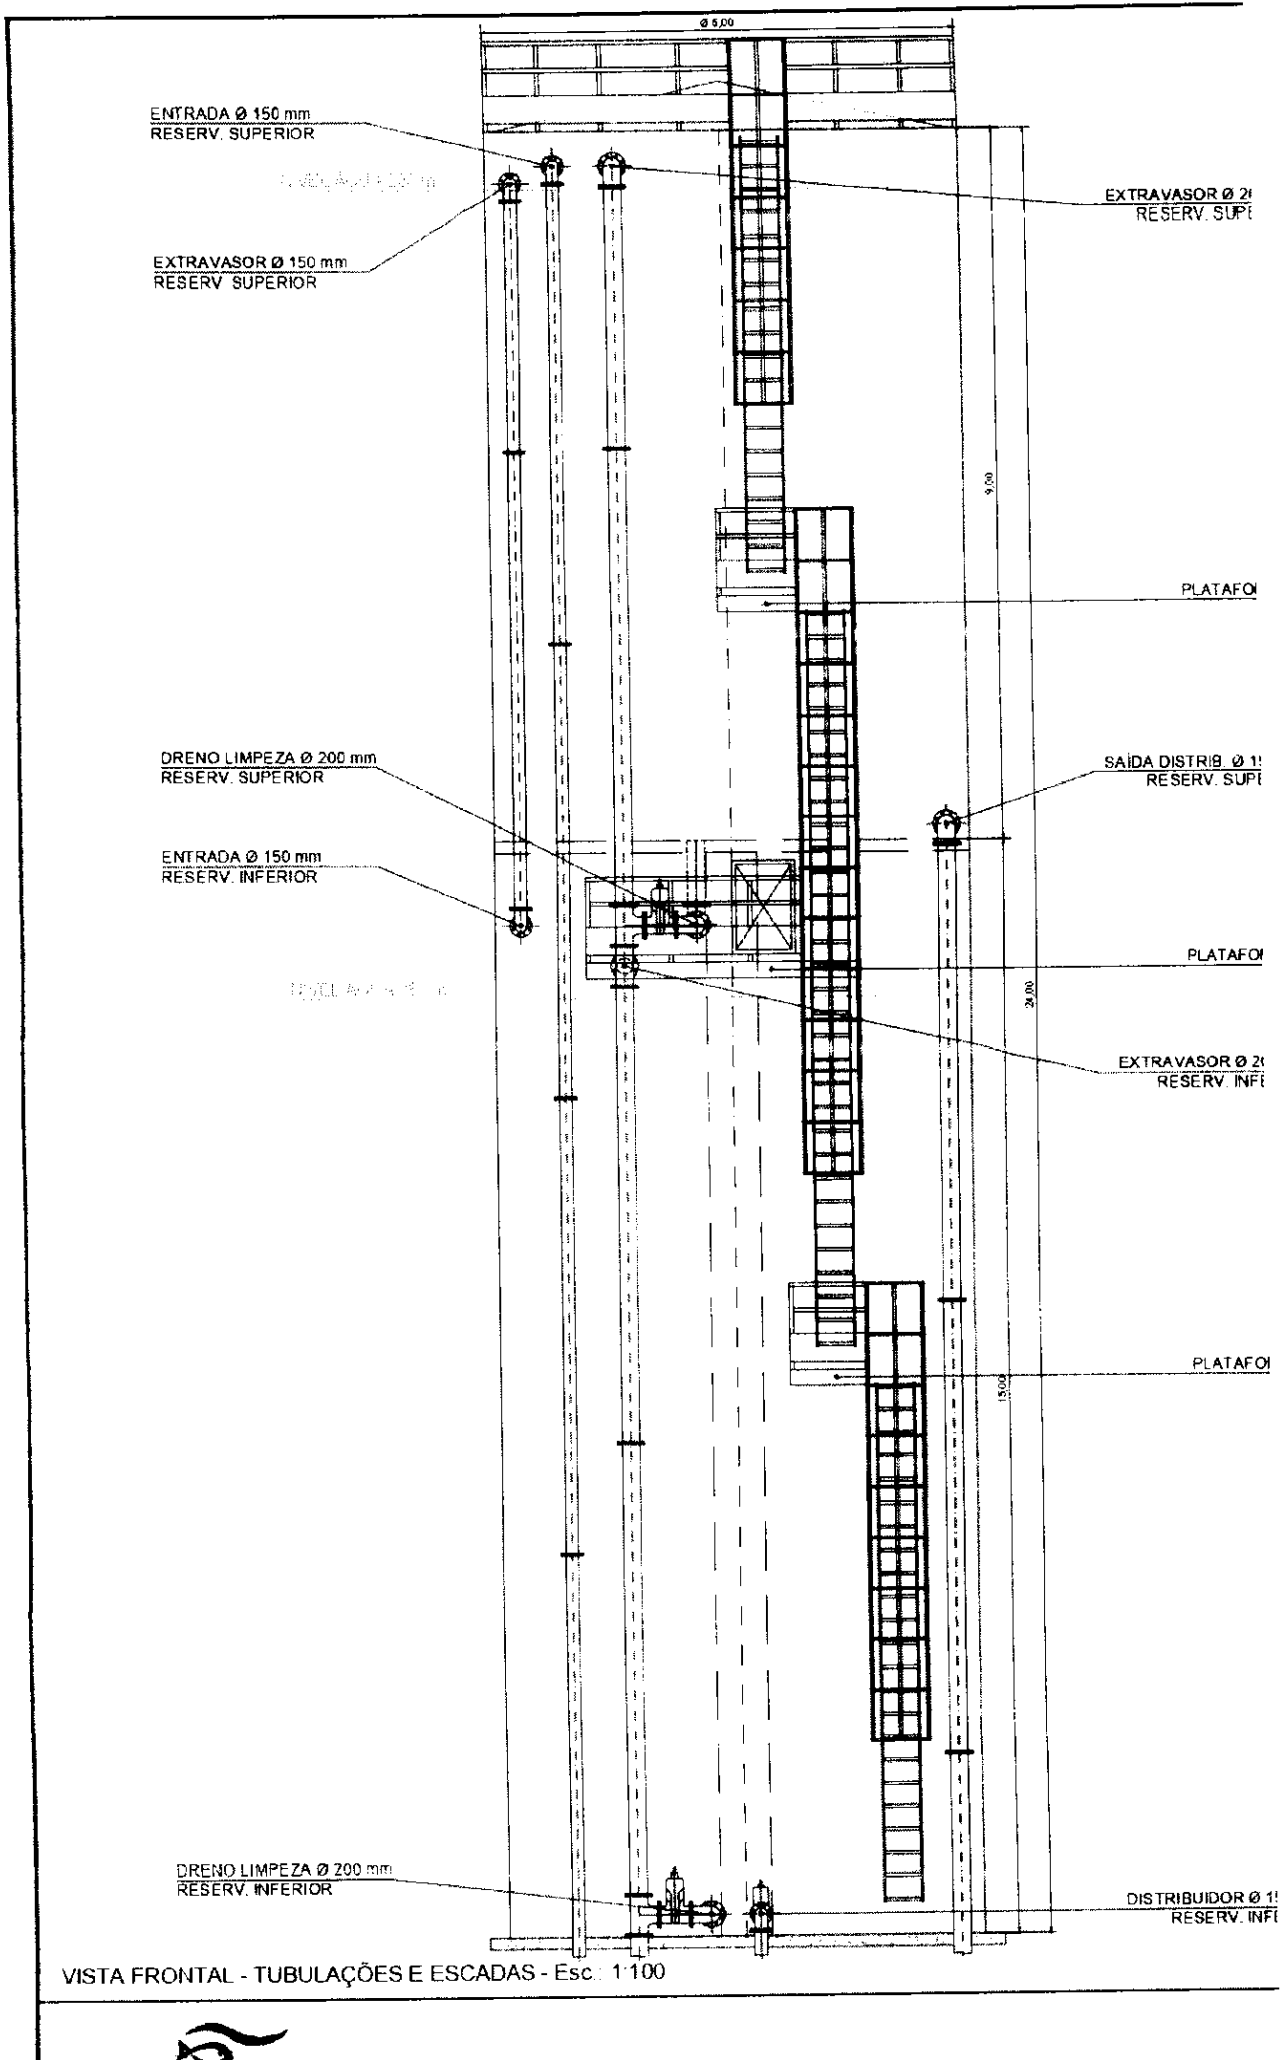 Ø 5,00
ENTRADA Ø 150 mm
RESERV. SUPERIOR
EXTRAVASOR Ø 2
RESERV. SUP
EXTRAVASOR Ø 150 mm
RESERV. SUPERIOR
9,00
PLATAFO
DRENO LIMPEZA Ø 200 mm
RESERV. SUPERIOR
SAÍDA DISTRIB. Ø 1
RESERV. SUP
ENTRADA Ø 150 mm
RESERV. INFERIOR
PLATAFO
24,00
EXTRAVASOR Ø 2
RESERV. INF
PLATAFO
15,00
DRENO LIMPEZA Ø 200 mm
RESERV. INFERIOR
DISTRIBUIDOR Ø 1
RESERV. INF
VISTA FRONTAL - TUBULAÇÕES E ESCADAS - Esc.: 1:100